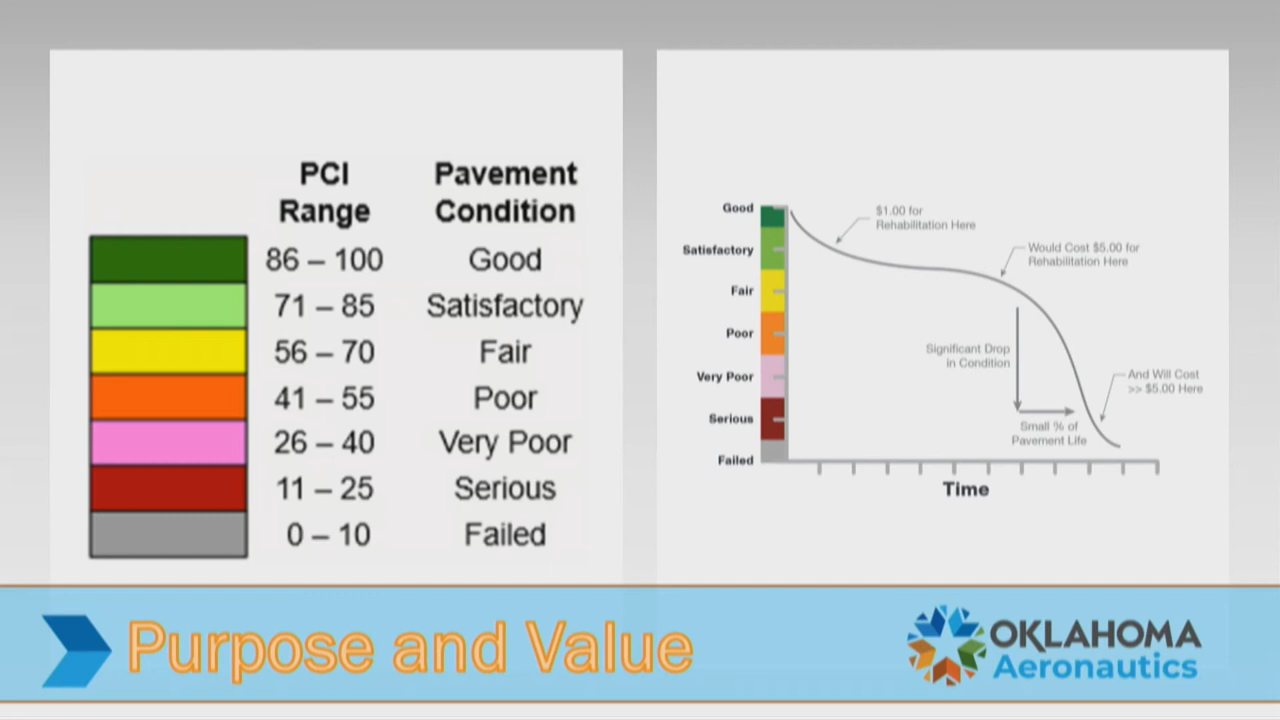 PCI Range
Pavement Condition
86 – 100 Good
71 – 85 Satisfactory
56 – 70 Fair
41 – 55 Poor
26 – 40 Very Poor
11 – 25 Serious
0 – 10 Failed
Good
Satisfactory
Fair
Poor
Very Poor
Serious
Failed
$1.00 for
Rehabilitation Here
Would Cost $5.00 for
Rehabilitation Here
Significant Drop
in Condition
And Will Cost
>> $5.00 Here
Small % of
Pavement Life
Time
Purpose and Value
OKLAHOMA
Aeronautics